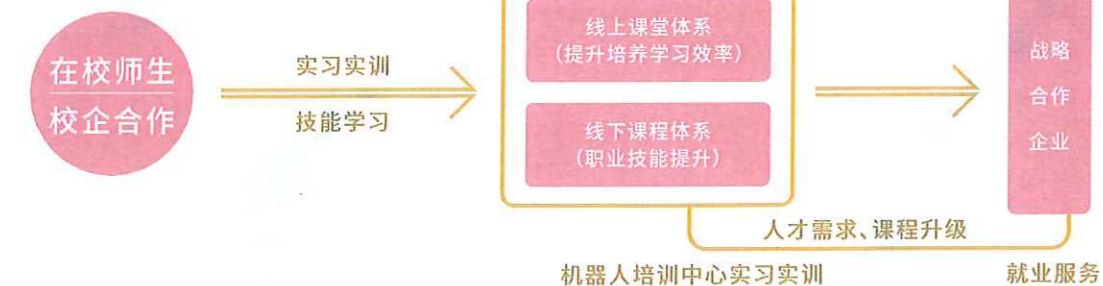 在校师生
校企合作
实习实训
技能学习
线上课堂体系
(提升培养学习效率)
线下课程体系
(职业技能提升)
战略
合作
企业
人才需求、课程升级
机器人培训中心实习实训
就业服务